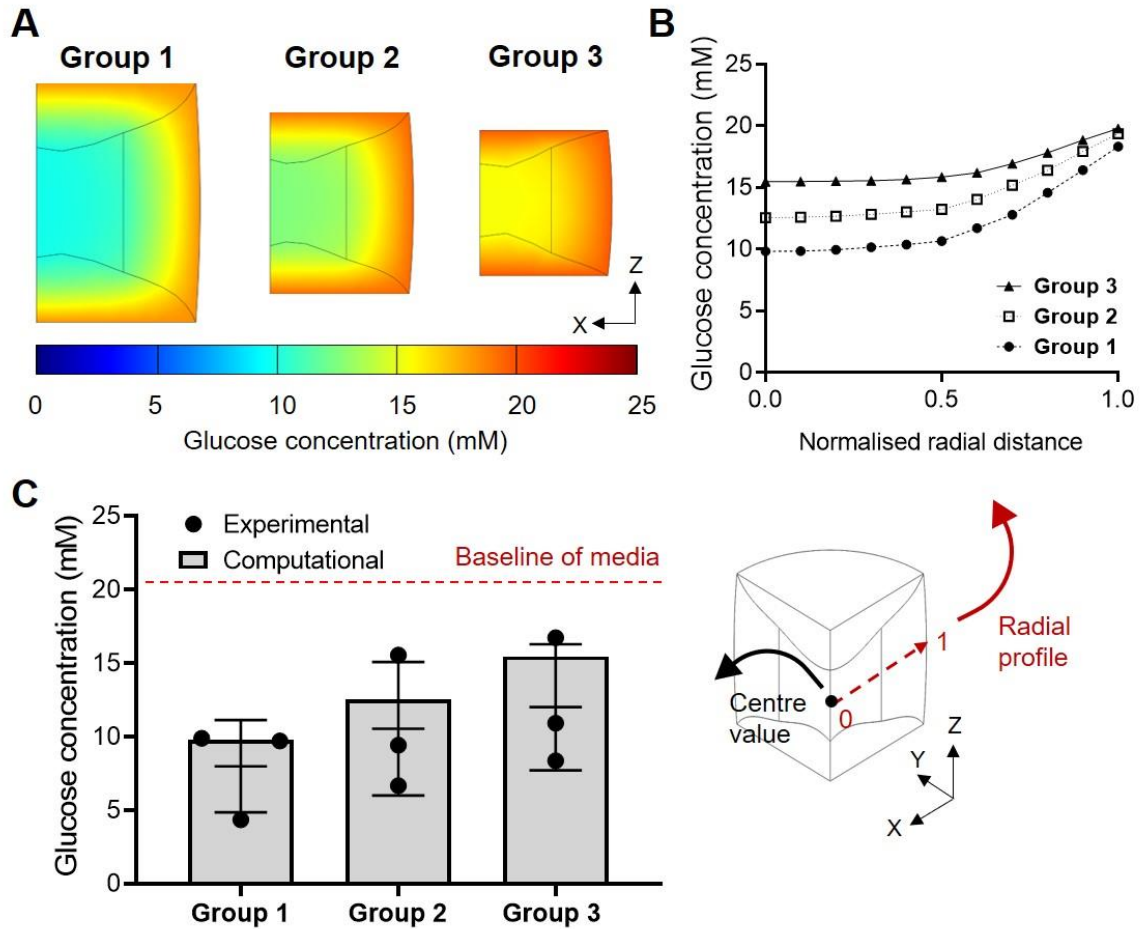 A
Group 1
Group 2
Group 3
Z
X
0 5 10 15 20 25
Glucose concentration (mM)
B
Glucose concentration (mM)
25
20
15
10
5
0
Group 3
Group 2
Group 1
0.0 0.5 1.0
Normalised radial distance
C
Glucose concentration (mM)
25
20
15
10
5
0
Experimental
Computational
Baseline of media
Group 1 Group 2 Group 3
Radial
profile
1
0
Centre
value
Z
Y
X